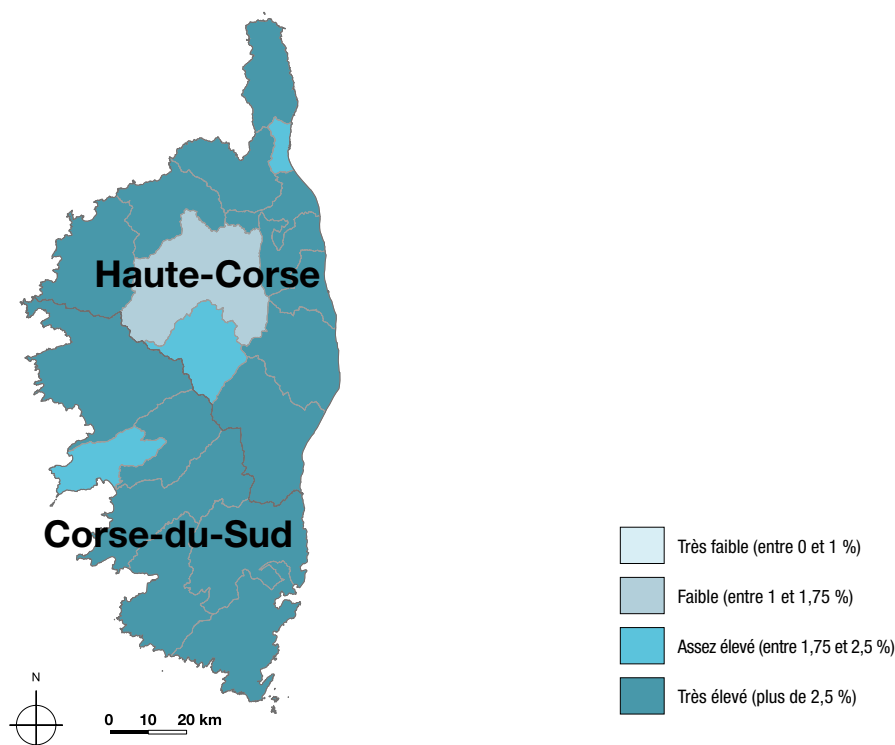 Haute-Corse
Corse-du-Sud
Très faible (entre 0 et 1 %)
Faible (entre 1 et 1,75 %)
Assez élevé (entre 1,75 et 2,5 %)
Très élevé (plus de 2,5 %)
N
0 10 20 km